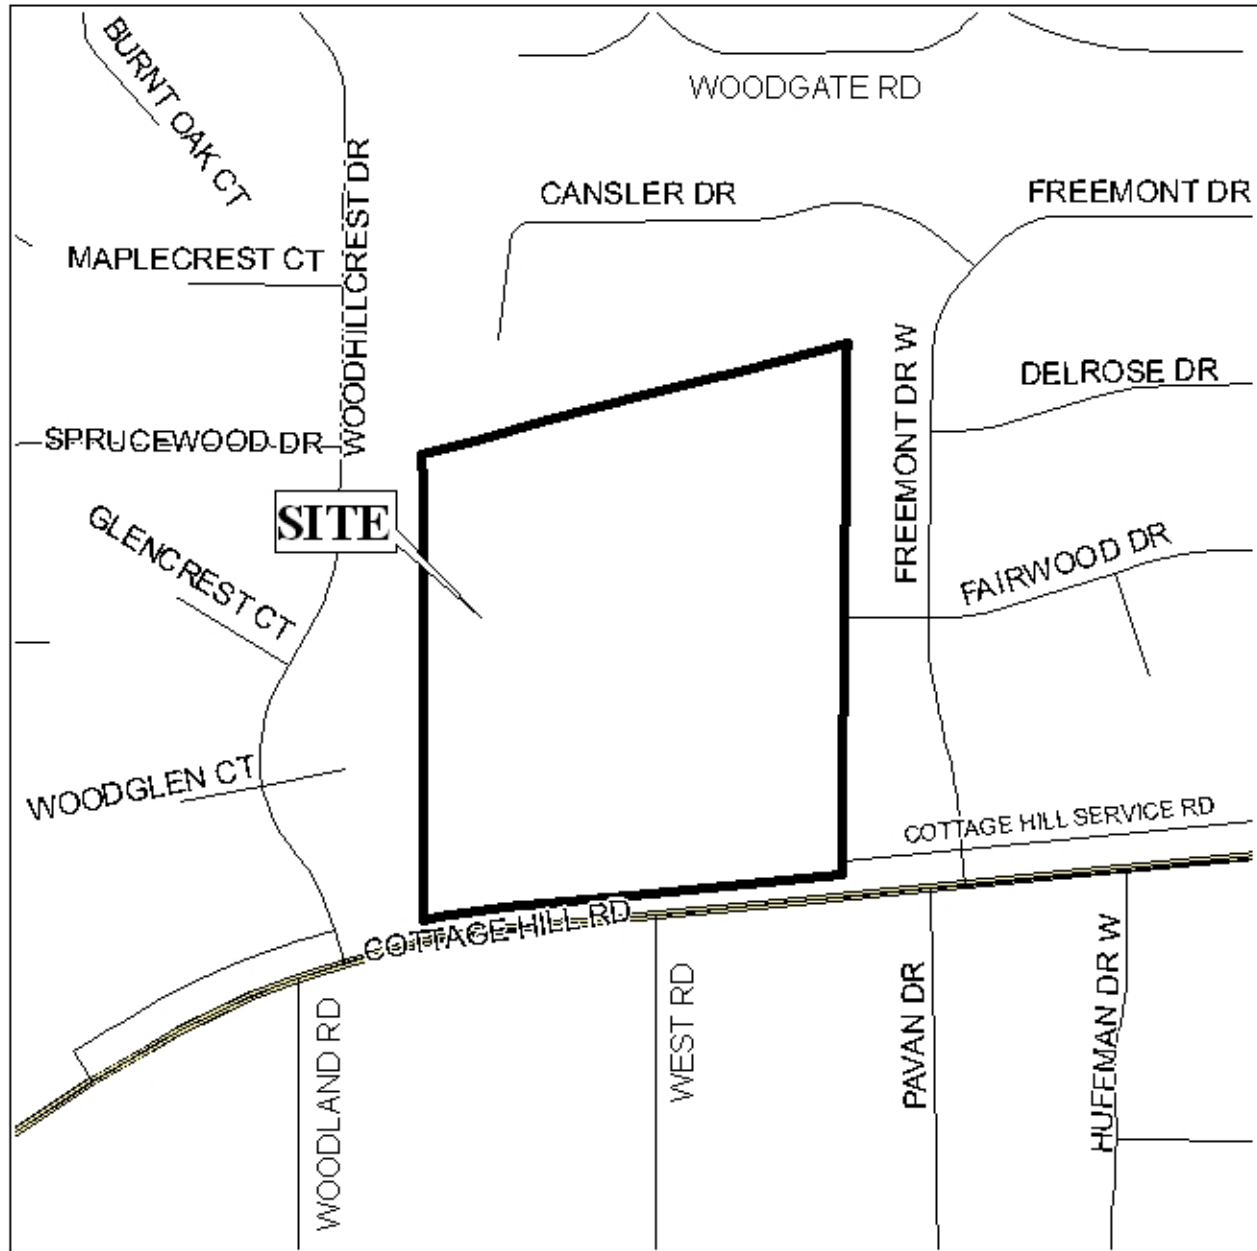 BURNT OAK CT
WOODGATE RD
WOODHILLCREST DR
CANSLER DR
FREEMONT DR
MAPLECREST CT
FREEMONT DR W
DELROSE DR
SPRUCEWOOD DR
SITE
GLENCREST CT
FAIRWOOD DR
WOODGLEN CT
COTTAGE HILL SERVICE RD
COTTAGE HILL RD
WOODLAND RD
WEST RD
PAVAN DR
HUFFMAN DR W